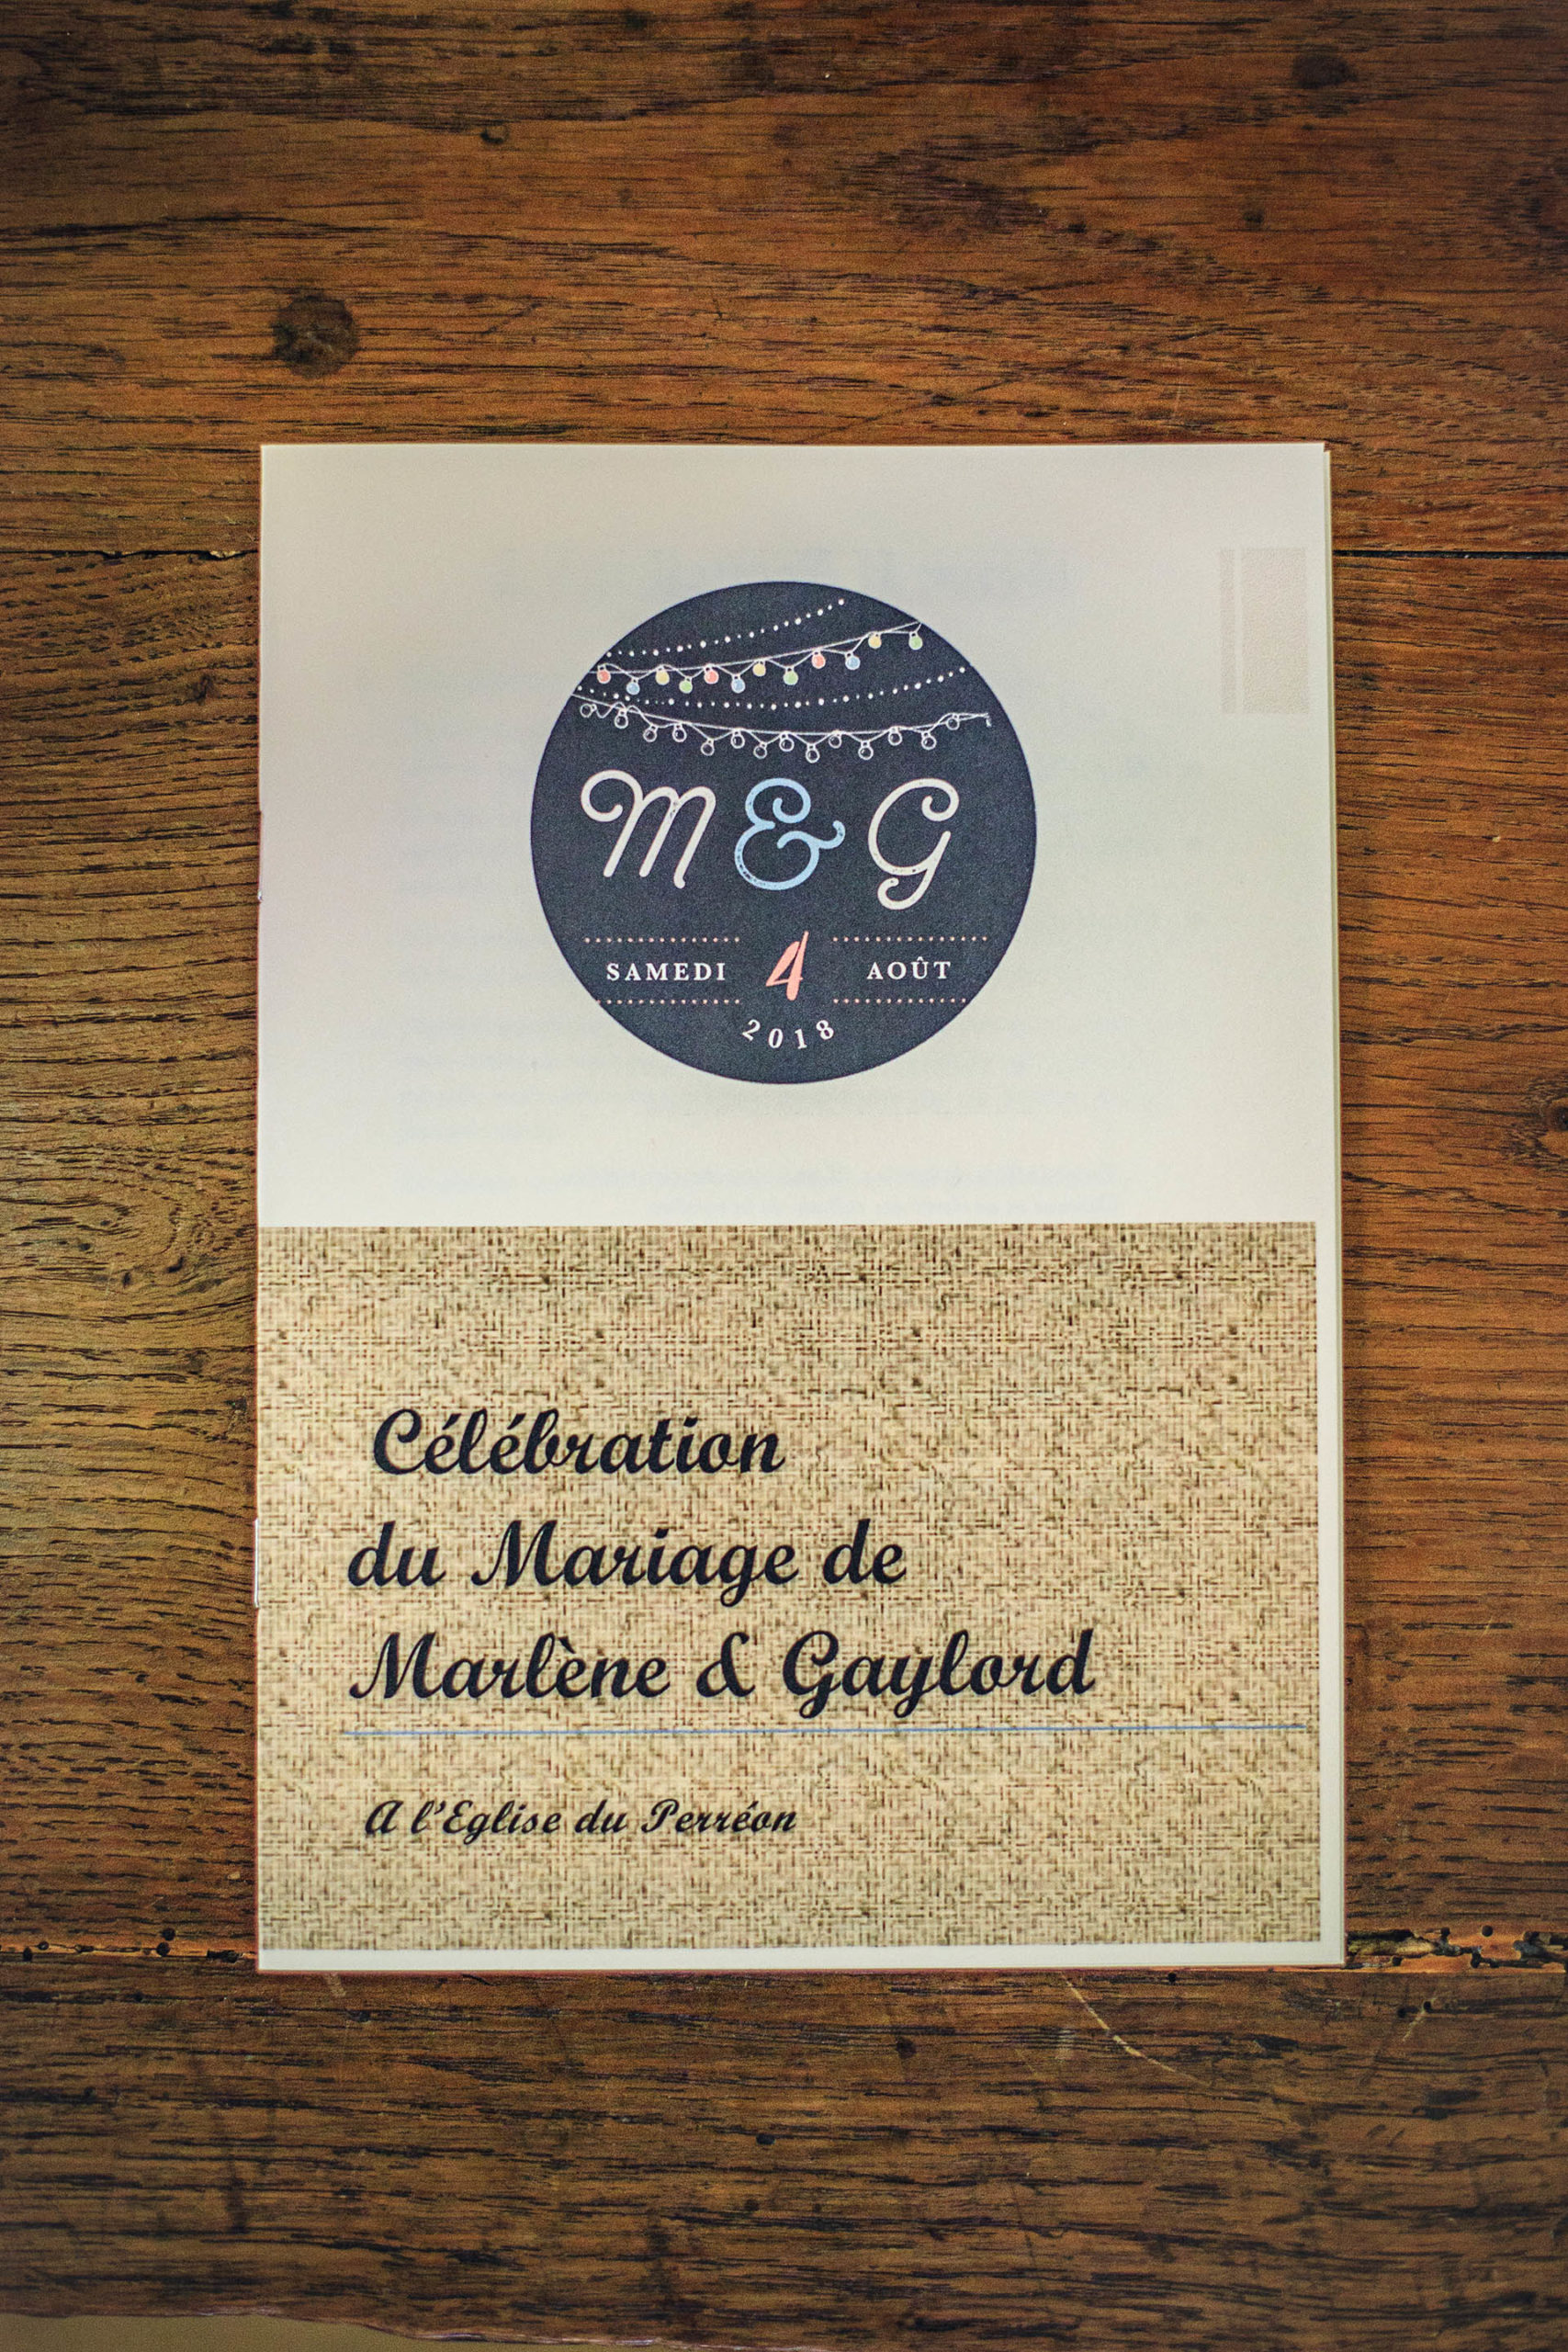 M & G
SAMEDI 4 AOÛT
2018
Célébration
du Mariage de
Marlène & Gaylord
A l'Eglise du Perréon